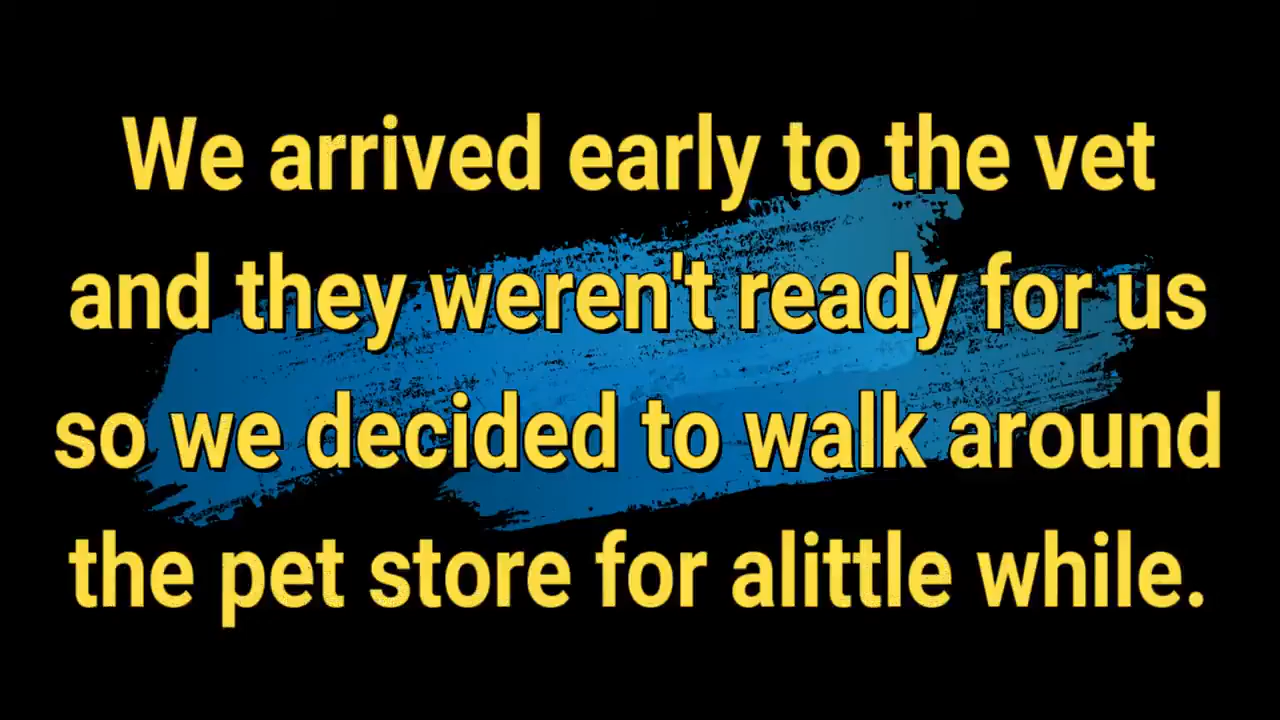 We arrived early to the vet
and they weren't ready for us
so we decided to walk around
the pet store for alittle while.